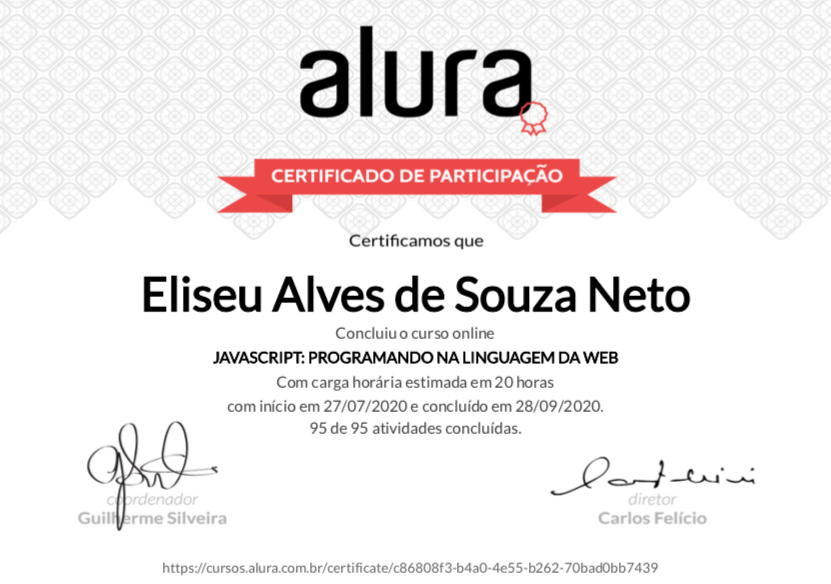 alura
CERTIFICADO DE PARTICIPAÇÃO
Certificamos que
Eliseu Alves de Souza Neto
Concluiu o curso online
JAVASCRIPT: PROGRAMANDO NA LINGUAGEM DA WEB
Com carga horária estimada em 20 horas
com início em 27/07/2020 e concluído em 28/09/2020.
95 de 95 atividades concluídas.
coordenador
Guilherme Silveira
diretor
Carlos Felício
https://cursos.alura.com.br/certificate/c86808f3-b4a0-4e55-b262-70bad0bb7439